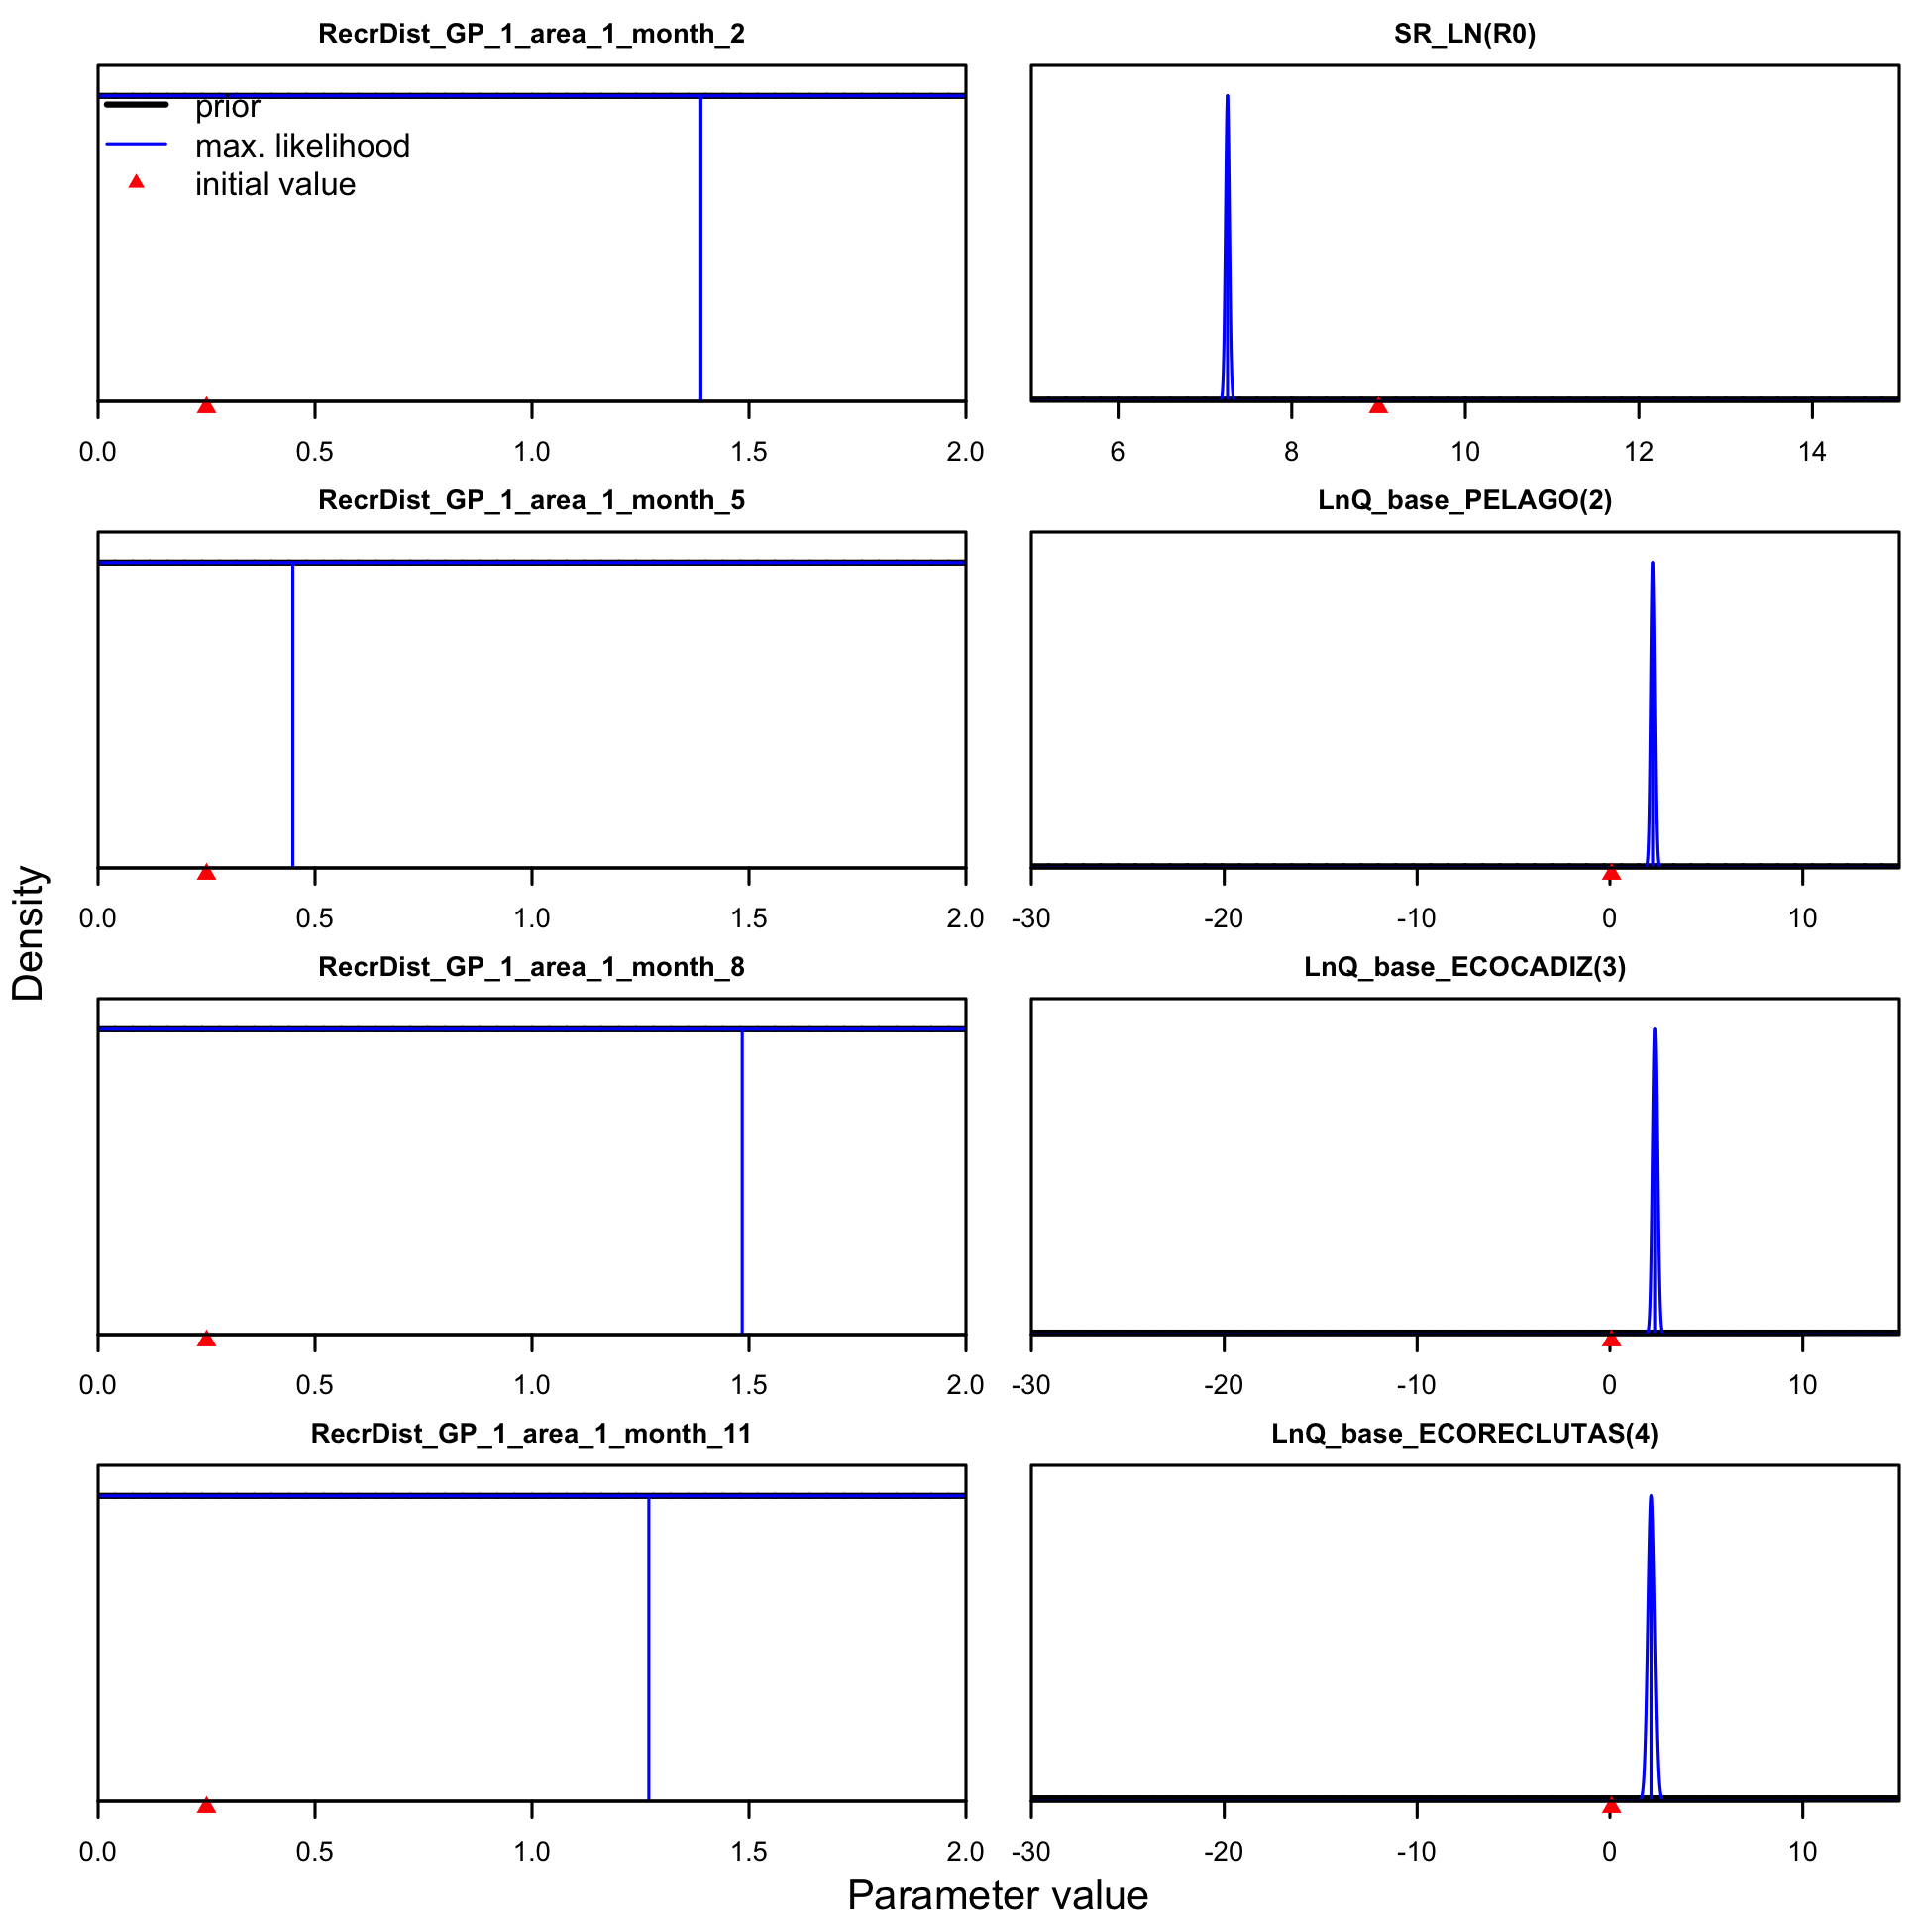 RecrDist_GP_1_area_1_month_2
prior
max. likelihood
initial value
0.0 0.5 1.0 1.5 2.0
SR_LN(R0)
6 8 10 12 14
RecrDist_GP_1_area_1_month_5
0.0 0.5 1.0 1.5 2.0
LnQ_base_PELAGO(2)
-30 -20 -10 0 10
RecrDist_GP_1_area_1_month_8
0.0 0.5 1.0 1.5 2.0
LnQ_base_ECOCADIZ(3)
-30 -20 -10 0 10
RecrDist_GP_1_area_1_month_11
0.0 0.5 1.0 1.5 2.0
LnQ_base_ECORECLUTAS(4)
-30 -20 -10 0 10
Density
Parameter value